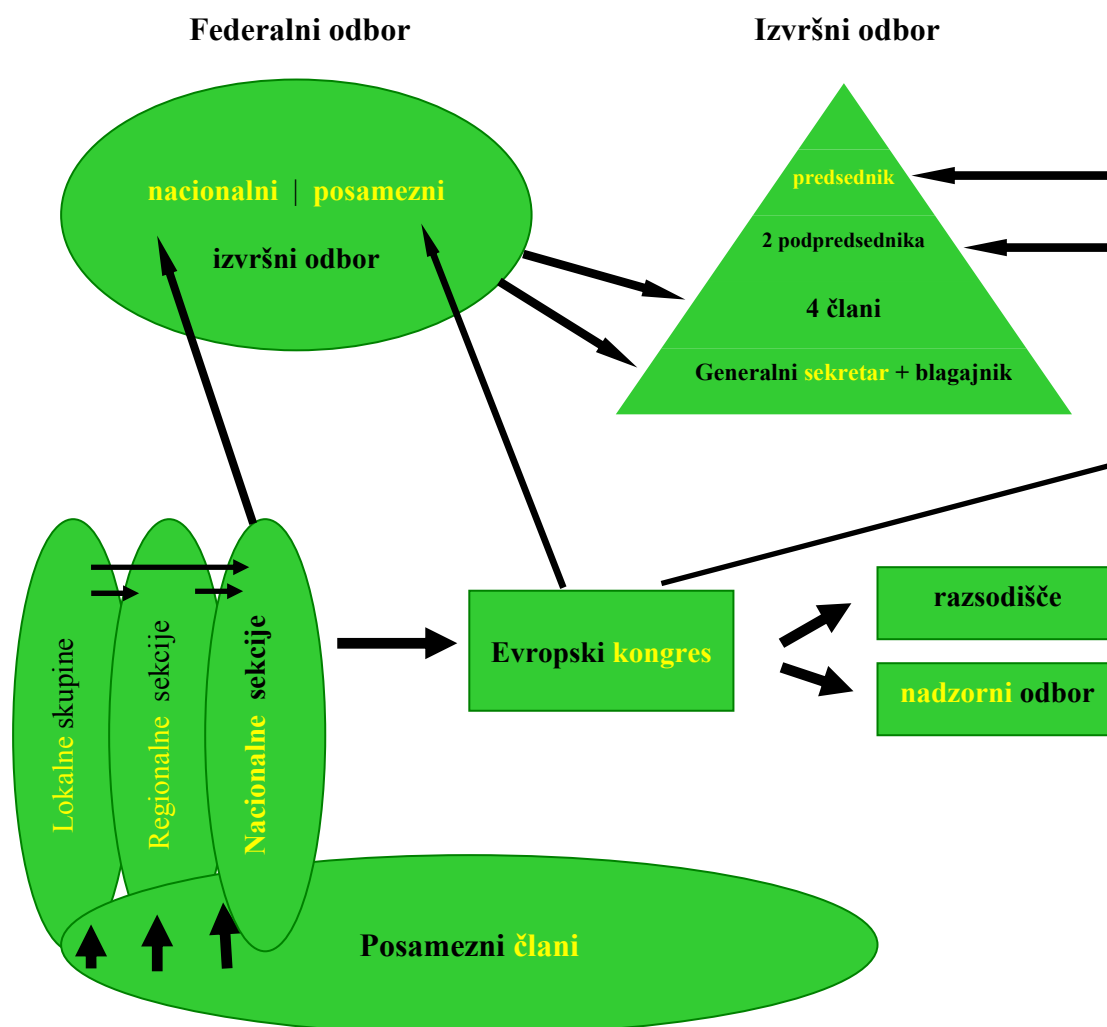 Federalni odbor
Izvršni odbor
nacionalni | posamezni
izvršni odbor
predsednik
2 podpredsednika
4 člani
Generalni sekretar + blagajnik
Lokalne skupine
Regionalne sekcije
Nacionalne sekcije
Evropski kongres
razsodišče
nadzorni odbor
Posamezni člani